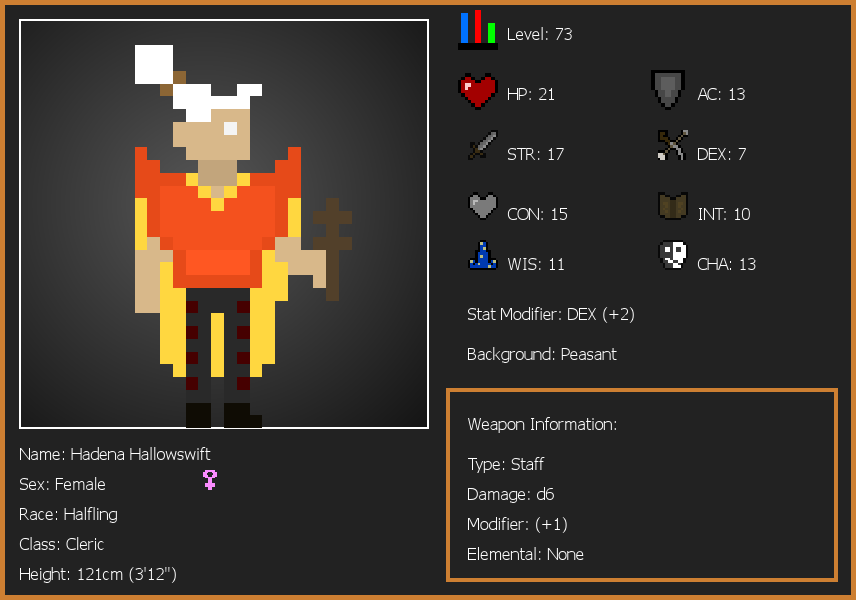 Level: 73
HP: 21
AC: 13
STR: 17
DEX: 7
CON: 15
INT: 10
WIS: 11
CHA: 13
Stat Modifier: DEX (+2)
Background: Peasant
Weapon Information:
Type: Staff
Damage: d6
Modifier: (+1)
Elemental: None
Name: Hadena Hallowswift
Sex: Female
Race: Halfling
Class: Cleric
Height: 121cm (3'12")